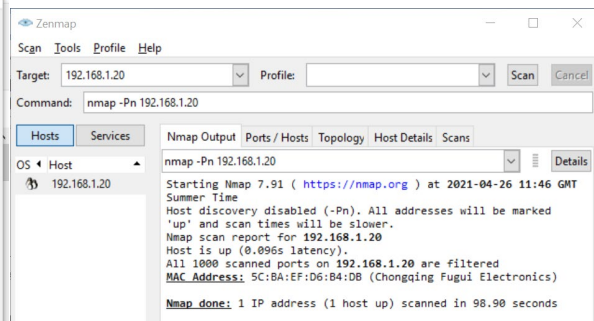 Zenmap
Scan Tools Profile Help
Target: 192.168.1.20 Profile: Scan Cancel
Command: nmap -Pn 192.168.1.20
Hosts Services
Nmap Output Ports / Hosts Topology Host Details Scans
OS Host
192.168.1.20
nmap -Pn 192.168.1.20 Details
Starting Nmap 7.91 ( https://nmap.org ) at 2021-04-26 11:46 GMT
Summer Time
Host discovery disabled (-Pn). All addresses will be marked
'up' and scan times will be slower.
Nmap scan report for 192.168.1.20
Host is up (0.096s latency).
All 1000 scanned ports on 192.168.1.20 are filtered
MAC Address: 5C:BA:EF:D6:B4:DB (Chongqing Fugui Electronics)
Nmap done: 1 IP address (1 host up) scanned in 98.90 seconds